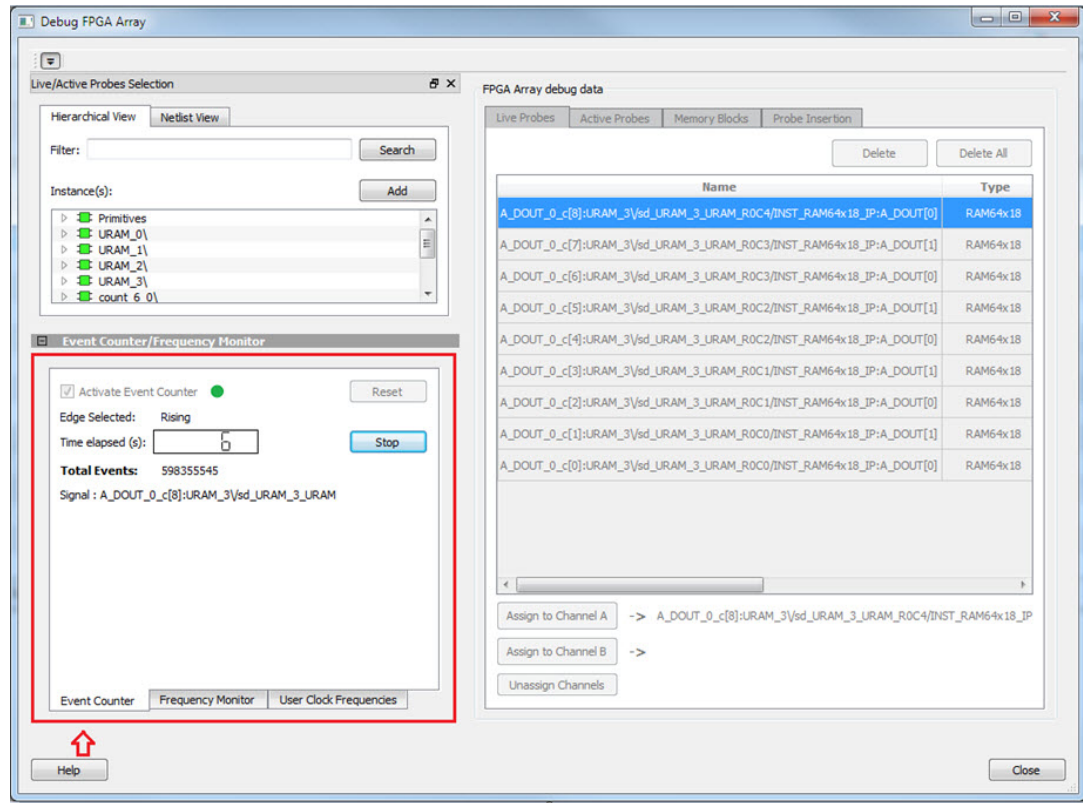 Debug FPGA Array
Live/Active Probes Selection
Hierarchical View
Netlist View
Filter:
Search
Instance(s):
Add
Primitives
URAM_0\
URAM_1\
URAM_2\
URAM_3\
count_6_0\
Event Counter/Frequency Monitor
Activate Event Counter
Reset
Edge Selected: Rising
Time elapsed (s): 6
Stop
Total Events: 598355545
Signal : A_DOUT_0_c[8]:URAM_3\/sd_URAM_3_URAM
Event Counter
Frequency Monitor
User Clock Frequencies
Help
FPGA Array debug data
Live Probes
Active Probes
Memory Blocks
Probe Insertion
Delete
Delete All
Name Type
A_DOUT_0_c[8]:URAM_3\/sd_URAM_3_URAM_R0C4/INST_RAM64x18_IP:A_DOUT[0] RAM64x18
A_DOUT_0_c[7]:URAM_3\/sd_URAM_3_URAM_R0C3/INST_RAM64x18_IP:A_DOUT[1] RAM64x18
A_DOUT_0_c[6]:URAM_3\/sd_URAM_3_URAM_R0C3/INST_RAM64x18_IP:A_DOUT[0] RAM64x18
A_DOUT_0_c[5]:URAM_3\/sd_URAM_3_URAM_R0C2/INST_RAM64x18_IP:A_DOUT[1] RAM64x18
A_DOUT_0_c[4]:URAM_3\/sd_URAM_3_URAM_R0C2/INST_RAM64x18_IP:A_DOUT[0] RAM64x18
A_DOUT_0_c[3]:URAM_3\/sd_URAM_3_URAM_R0C1/INST_RAM64x18_IP:A_DOUT[1] RAM64x18
A_DOUT_0_c[2]:URAM_3\/sd_URAM_3_URAM_R0C1/INST_RAM64x18_IP:A_DOUT[0] RAM64x18
A_DOUT_0_c[1]:URAM_3\/sd_URAM_3_URAM_R0C0/INST_RAM64x18_IP:A_DOUT[1] RAM64x18
A_DOUT_0_c[0]:URAM_3\/sd_URAM_3_URAM_R0C0/INST_RAM64x18_IP:A_DOUT[0] RAM64x18
Assign to Channel A -> A_DOUT_0_c[8]:URAM_3\/sd_URAM_3_URAM_R0C4/INST_RAM64x18_IP
Assign to Channel B ->
Unassign Channels
Close